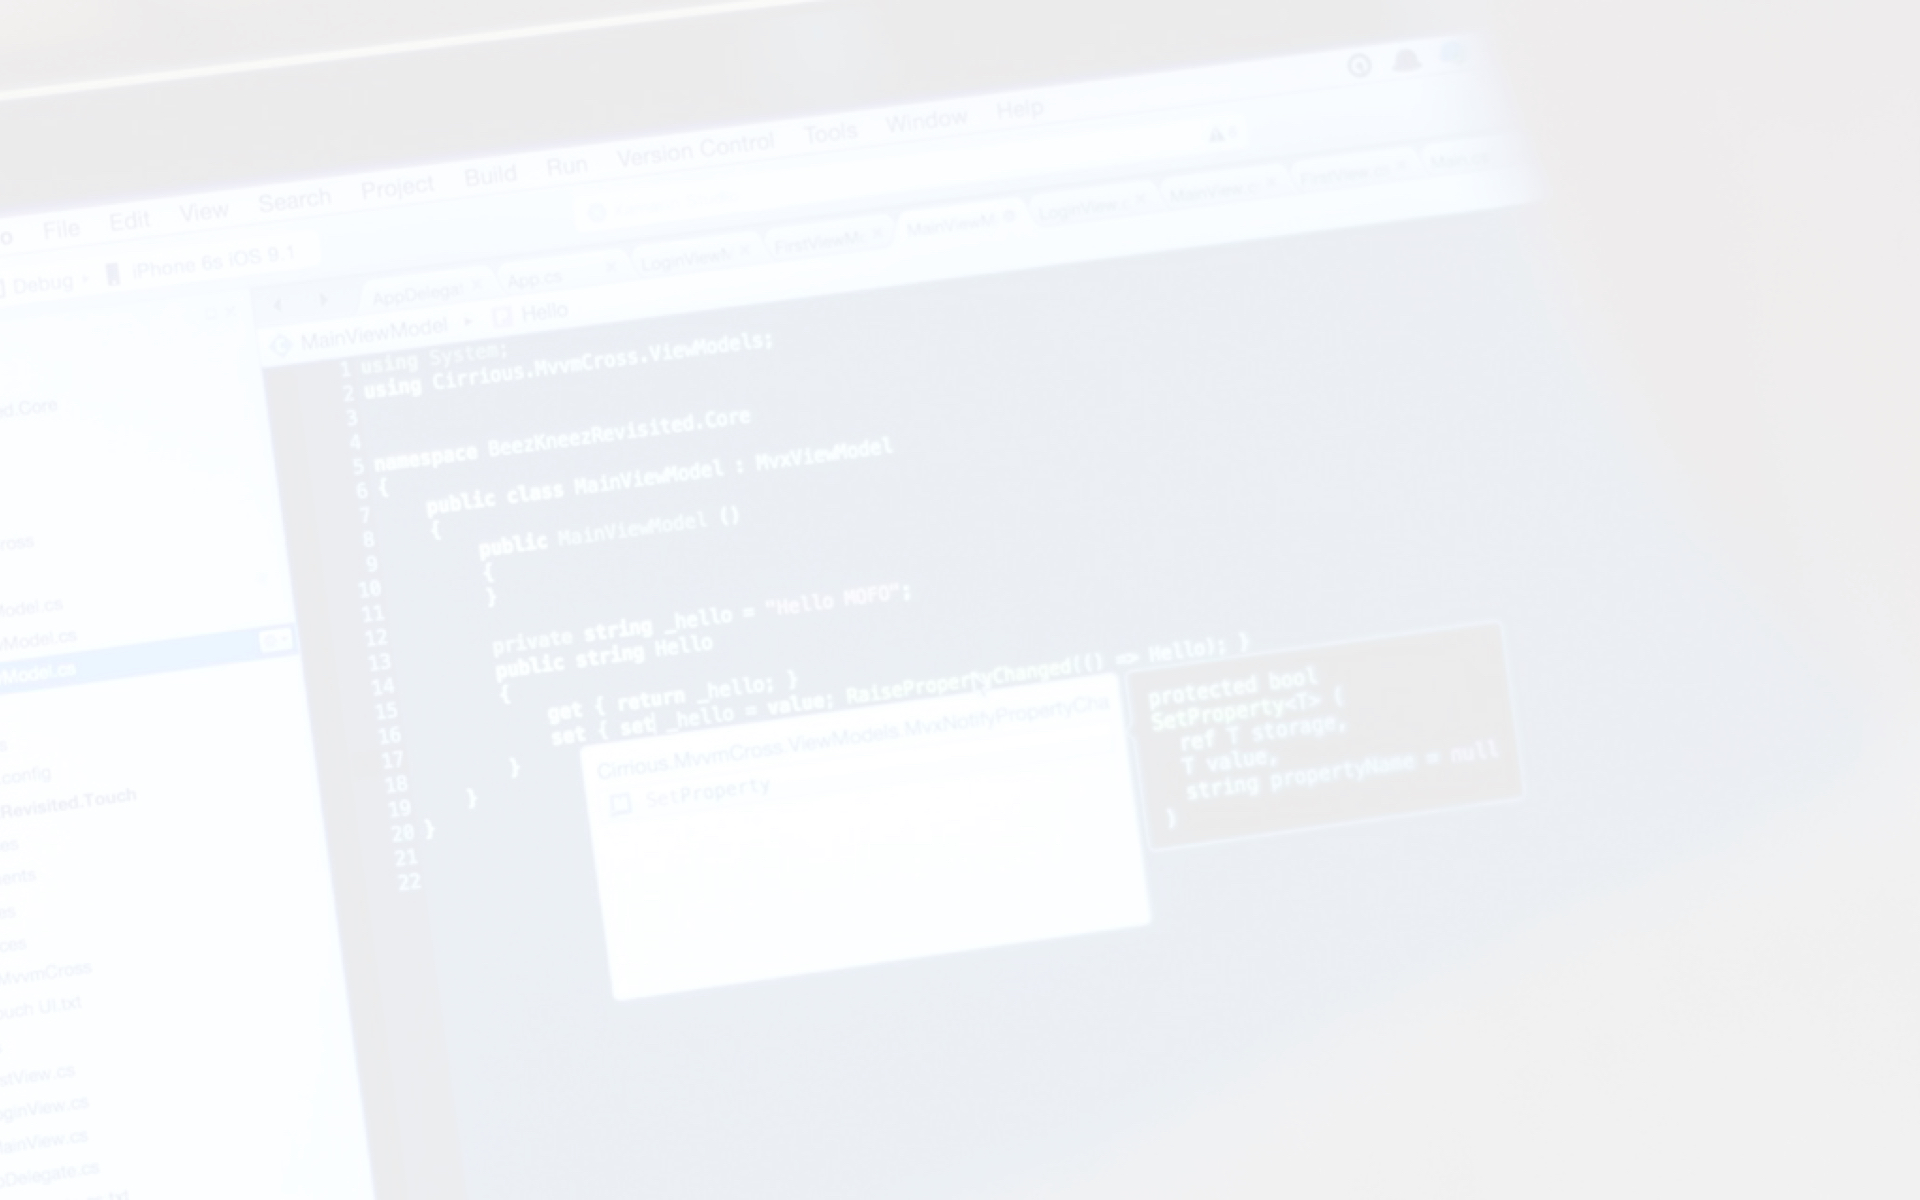 File Edit View Search Project Build Run Version Control Tools Window Help
Debug iPhone 6s iOS 9.1
AppDelegat App.cs LoginViewM FirstViewM MainViewM LoginView MainView.c FirstView.cs Main.cs
MainViewModel Hello
1 using System;
2 using Cirrious.MvvmCross.ViewModels;
3
4
5 namespace BeezKneezRevisited.Core
6 {
7 public class MainViewModel : MvxViewModel
8 {
9 public MainViewModel ()
10 {
11 }
12
13 private string _hello = "Hello MOFO";
14 public string Hello
15 {
16 get { return _hello; }
17 set { set _hello = value; RaisePropertyChanged(() => Hello); }
18 }
19 }
20 }
21
22
Cirrious.MvvmCross.ViewModels.MvxNotifyPropertyCha
SetProperty
protected bool
SetProperty<T> (
ref T storage,
T value,
string propertyName = null
)
ed.Core
ross
Model.cs
Model.cs
Model.cs
s
.config
Revisited.Touch
es
ents
es
ces
MvvmCross
ouch UI.txt
stView.cs
ginView.cs
MainView.cs
pDelegate.cs
.txt